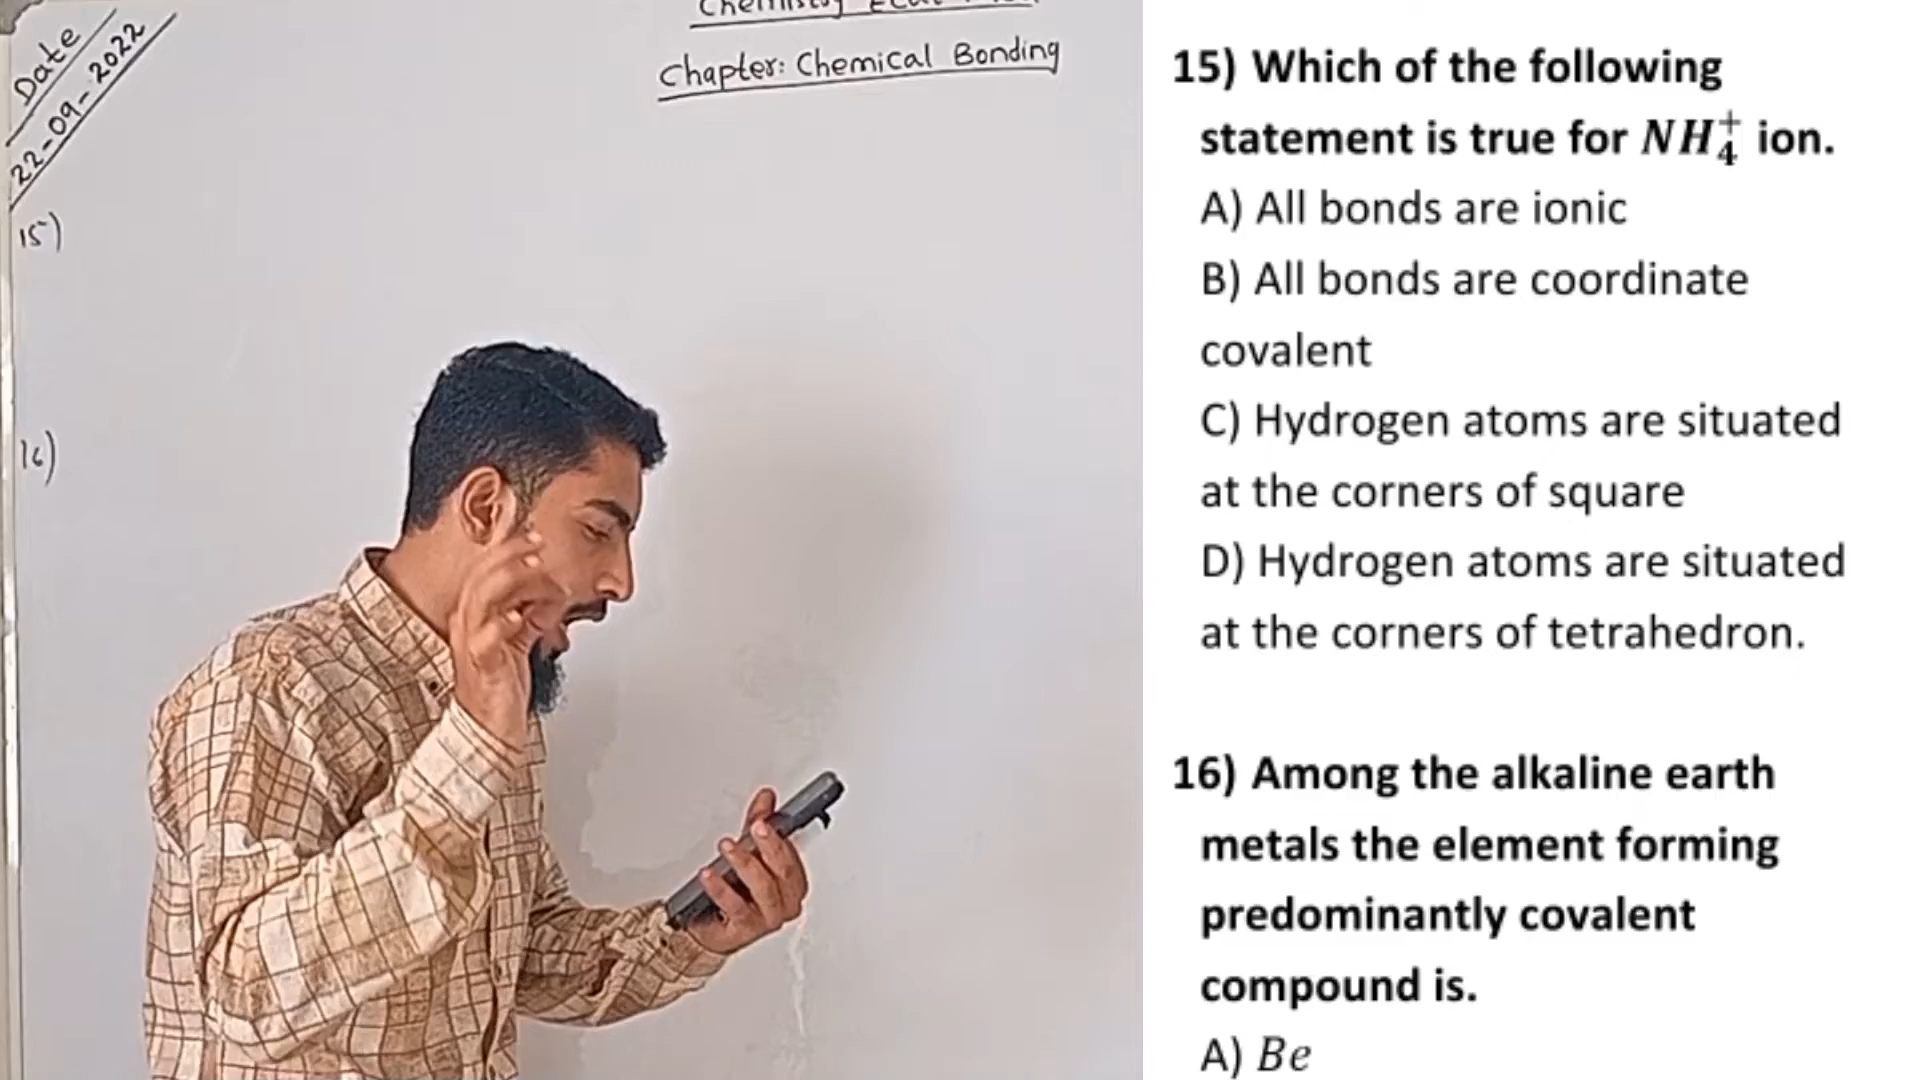 Date
22-09-2022
Chemistry
Chapter: Chemical Bonding
15)
16)
15) Which of the following
statement is true for NH₄⁺ ion.
A) All bonds are ionic
B) All bonds are coordinate
covalent
C) Hydrogen atoms are situated
at the corners of square
D) Hydrogen atoms are situated
at the corners of tetrahedron.
16) Among the alkaline earth
metals the element forming
predominantly covalent
compound is.
A) Be